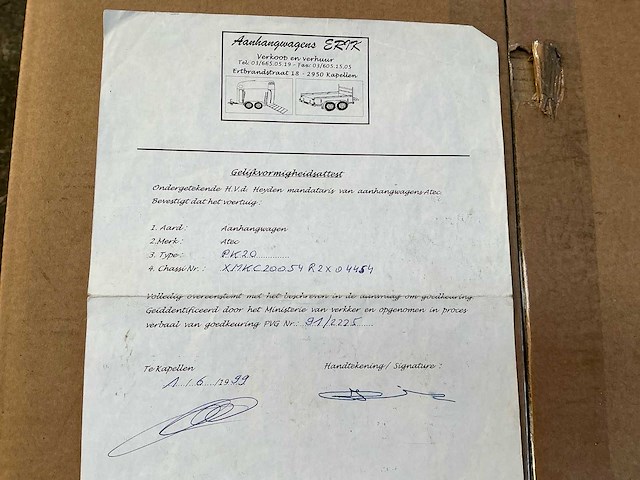 Aanhangwagens ERIK
Verkoop en verhuur
Tel: 03/665.05.19 - Fax: 03/605.15.05
Ertbrandstraat 18 - 2950 Kapellen
Gelijkvormigheidsattest
Ondergetekende H.V.d. Heyden mandataris van aanhangwagens Atec.
Bevestigt dat het voertuig:
1. Aard: Aanhangwagen
2. Merk: Atec
3. Type: PK20
4. Chassi Nr.: XMKC20054R2X04454
Volledig overeenstemt met het beschreven in de aanvraag om goedkeuring
Geïddentificeerd door het Ministerie van verkker en opgenomen in proces
verbaal van goedkeuring PVG Nr.: 91/2225
Te Kapellen Handtekening / Signature:
1 / 6 / 1999